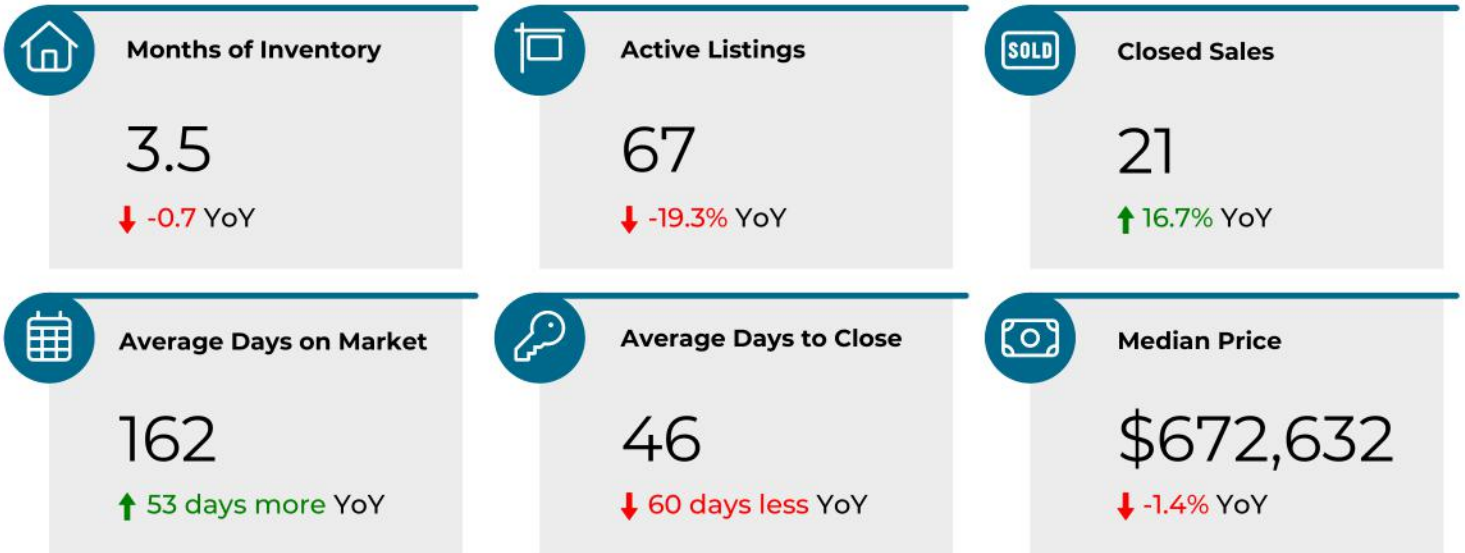 Months of Inventory
3.5
-0.7 YoY
Active Listings
67
-19.3% YoY
SOLD
Closed Sales
21
16.7% YoY
Average Days on Market
162
53 days more YoY
Average Days to Close
46
60 days less YoY
Median Price
$672,632
-1.4% YoY